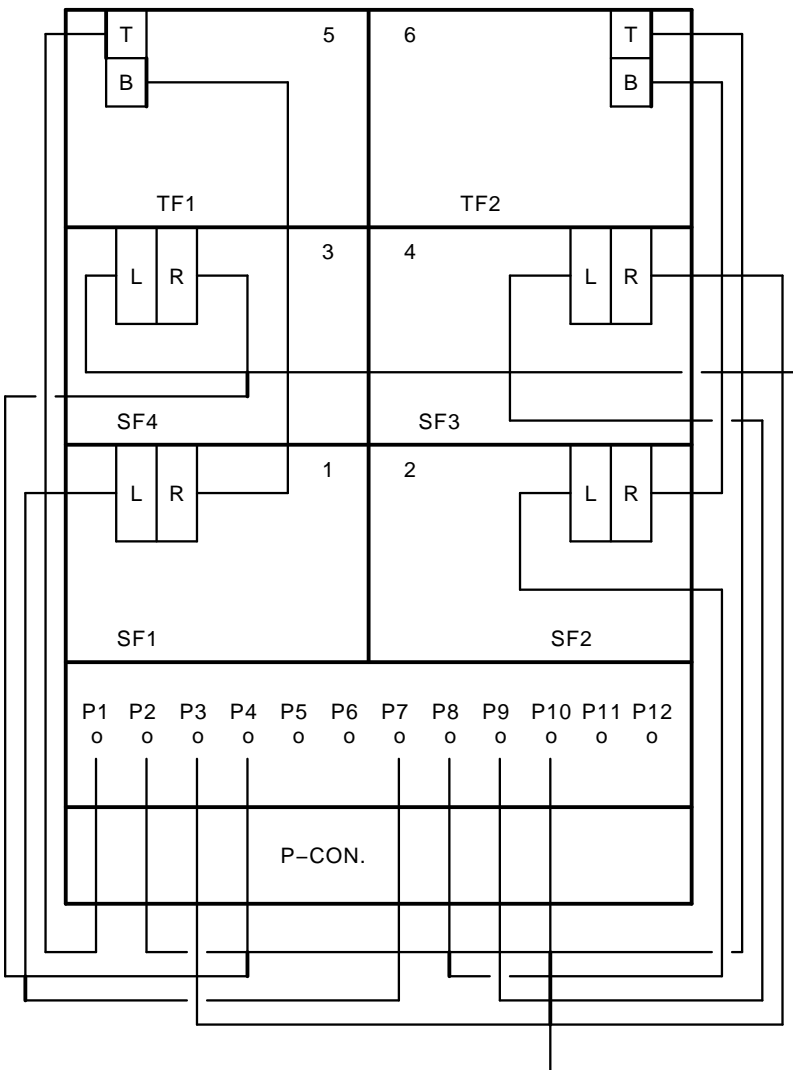 T 5 6 T
B B
TF1 TF2
3 4
L R L R
SF4 SF3
1 2
L R L R
SF1 SF2
P1 P2 P3 P4 P5 P6 P7 P8 P9 P10 P11 P12
o o o o o o o o o o o o
P–CON.